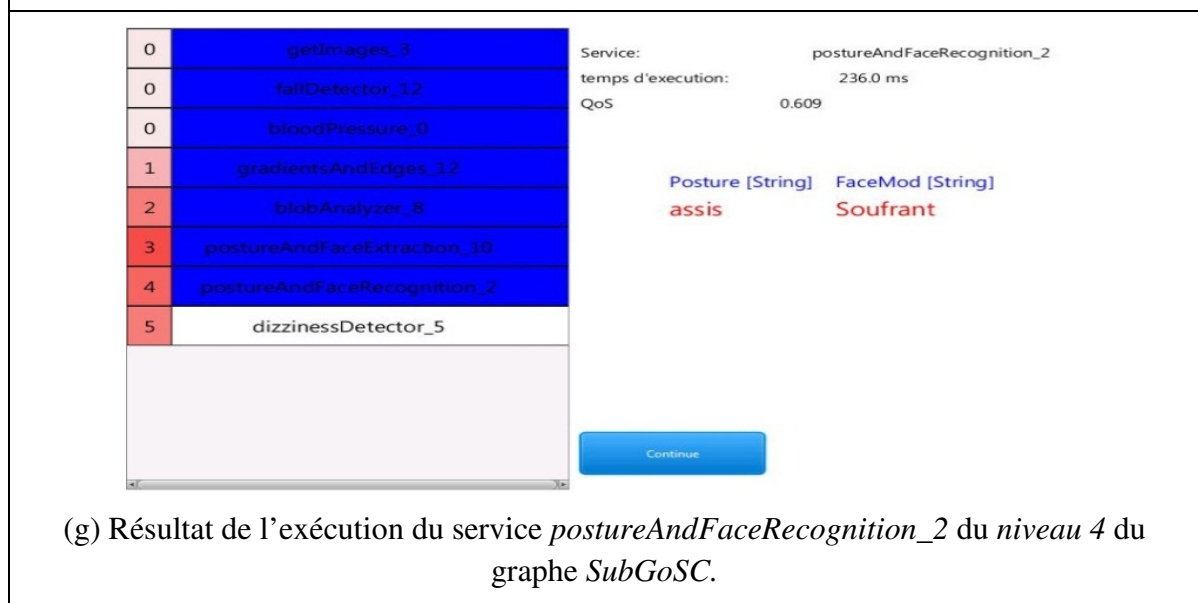 0 getImages_3
0 fallDetector_12
0 bloodPressure_0
1 gradientsAndEdges_12
2 blobAnalyzer_8
3 postureAndFaceExtraction_10
4 postureAndFaceRecognition_2
5 dizzinessDetector_5
Service: postureAndFaceRecognition_2
temps d'execution: 236.0 ms
QoS 0.609
Posture [String] FaceMod [String]
assis Soufrant
Continue
(g) Résultat de l’exécution du service postureAndFaceRecognition_2 du niveau 4 du
graphe SubGoSC.